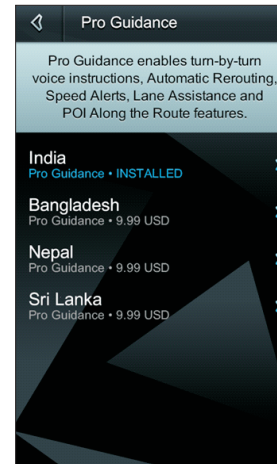 Pro Guidance
Pro Guidance enables turn-by-turn
voice instructions, Automatic Rerouting,
Speed Alerts, Lane Assistance and
POI Along the Route features.
India
Pro Guidance • INSTALLED
Bangladesh
Pro Guidance • 9.99 USD
Nepal
Pro Guidance • 9.99 USD
Sri Lanka
Pro Guidance • 9.99 USD